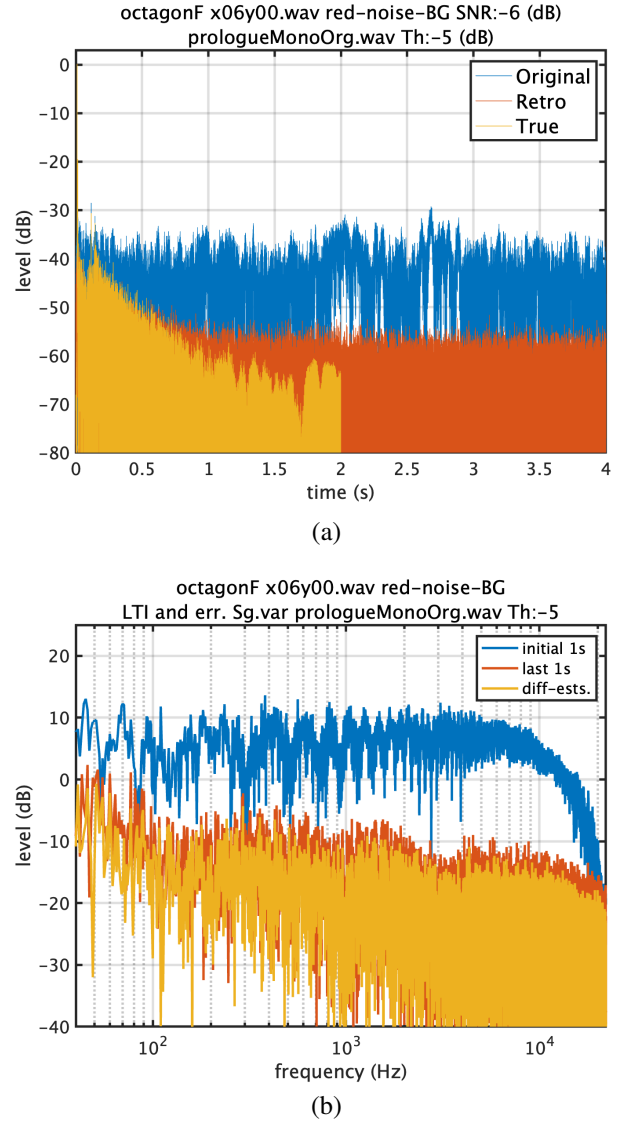 octagonF x06y00.wav red-noise-BG SNR:-6 (dB)
prologueMonoOrg.wav Th:-5 (dB)
0
-10
-20
-30
-40
-50
-60
-70
-80
level (dB)
Original
Retro
True
0 0.5 1 1.5 2 2.5 3 3.5 4
time (s)
(a)
octagonF x06y00.wav red-noise-BG
LTI and err. Sg.var prologueMonoOrg.wav Th:-5
20
10
0
-10
-20
-30
-40
level (dB)
initial 1s
last 1s
diff-ests.
10² 10³ 10⁴
frequency (Hz)
(b)